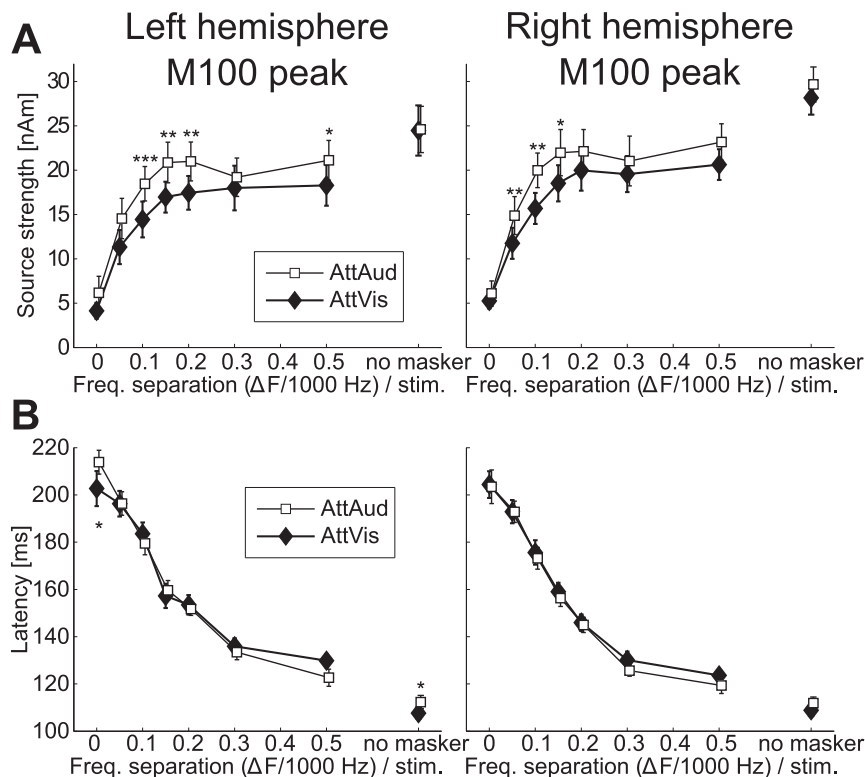 A
Left hemisphere
M100 peak
Right hemisphere
M100 peak
Source strength [nAm]
30
25
20
15
10
5
0
***
**
**
*
**
**
*
AttAud
AttVis
0 0.1 0.2 0.3 0.4 0.5 no masker
Freq. separation (ΔF/1000 Hz) / stim.
0 0.1 0.2 0.3 0.4 0.5 no masker
Freq. separation (ΔF/1000 Hz) / stim.
B
Latency [ms]
220
200
180
160
140
120
100
*
*
AttAud
AttVis
0 0.1 0.2 0.3 0.4 0.5 no masker
Freq. separation (ΔF/1000 Hz) / stim.
0 0.1 0.2 0.3 0.4 0.5 no masker
Freq. separation (ΔF/1000 Hz) / stim.